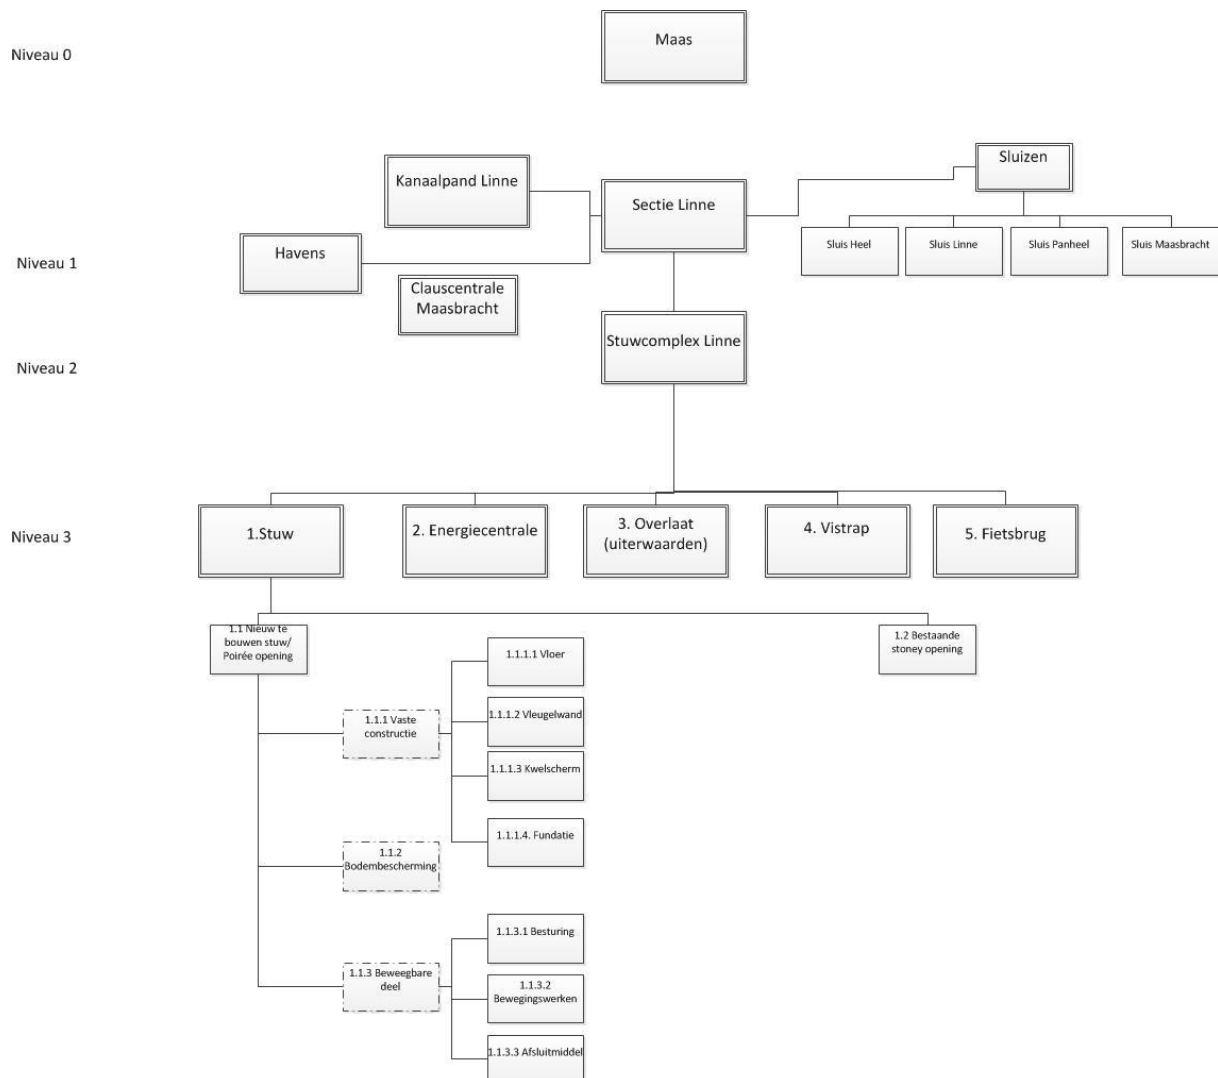 Maas
Niveau 0
Sluizen
Kanaalpand Linne
Sectie Linne
Sluis Heel
Sluis Linne
Sluis Panheel
Sluis Maasbracht
Havens
Niveau 1
Clauscentrale
Maasbracht
Stuwcomplex Linne
Niveau 2
Niveau 3
1.Stuw
2. Energiecentrale
3. Overlaat
(uiterwaarden)
4. Vistrap
5. Fietsbrug
1.1 Nieuw te
bouwen stuw/
Poirée opening
1.2 Bestaande
stoney opening
1.1.1 Vaste
constructie
1.1.1.1 Vloer
1.1.1.2 Vleugelwand
1.1.1.3 Kwelscherm
1.1.1.4. Fundatie
1.1.2
Bodembescherming
1.1.3 Beweegbare
deel
1.1.3.1 Besturing
1.1.3.2
Bewegingswerken
1.1.3.3 Afsluitmiddel